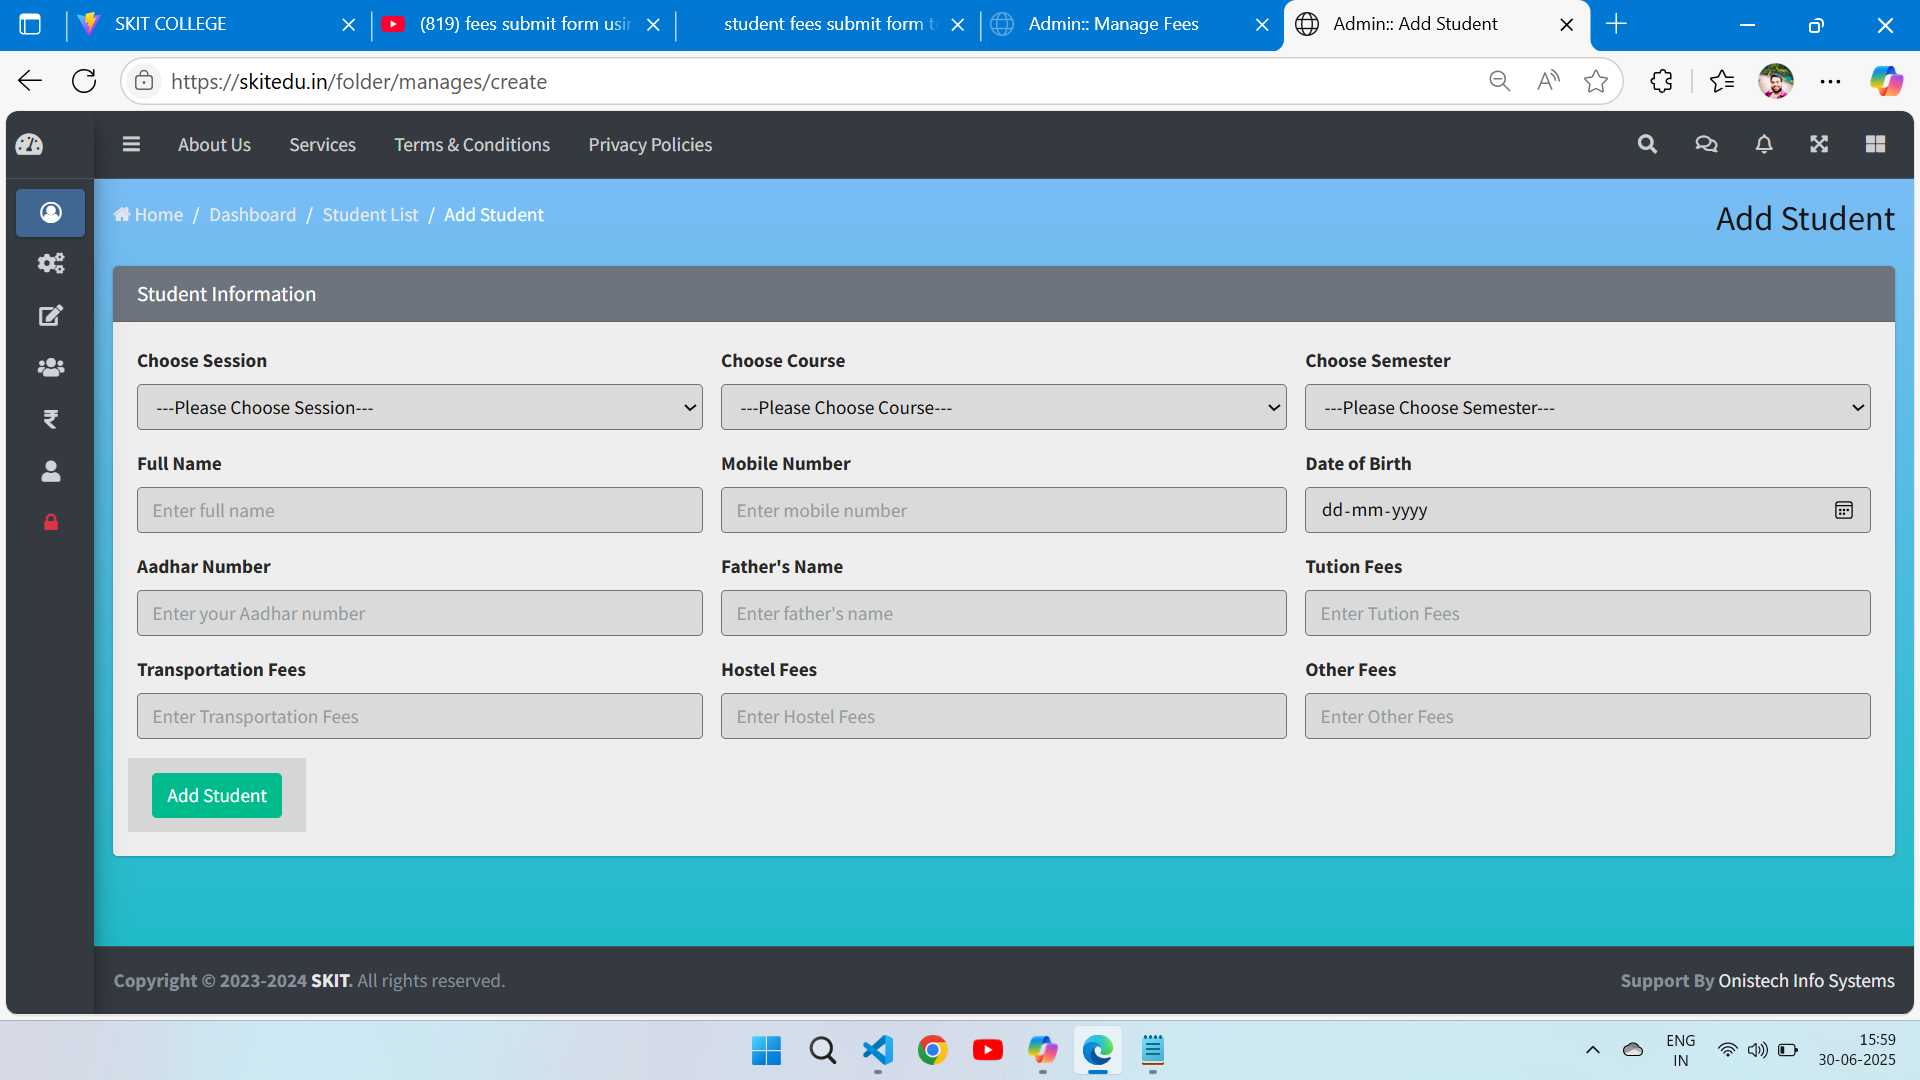 SKIT COLLEGE
(819) fees submit form usin
student fees submit form t
Admin:: Manage Fees
Admin:: Add Student
https://skitedu.in/folder/manages/create
About Us
Services
Terms & Conditions
Privacy Policies
Home / Dashboard / Student List / Add Student
Add Student
Student Information
Choose Session
Choose Course
Choose Semester
---Please Choose Session---
---Please Choose Course---
---Please Choose Semester---
Full Name
Mobile Number
Date of Birth
Enter full name
Enter mobile number
dd-mm-yyyy
Aadhar Number
Father's Name
Tution Fees
Enter your Aadhar number
Enter father's name
Enter Tution Fees
Transportation Fees
Hostel Fees
Other Fees
Enter Transportation Fees
Enter Hostel Fees
Enter Other Fees
Add Student
Copyright © 2023-2024 SKIT. All rights reserved.
Support By Onistech Info Systems
ENG
IN
15:59
30-06-2025